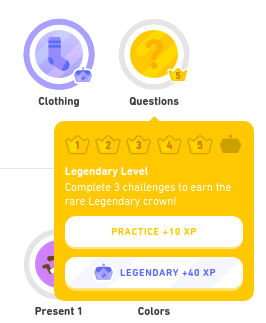 5
Clothing
Questions
1 2 3 4 5
Legendary Level
Complete 3 challenges to earn the
rare Legendary crown!
PRACTICE +10 XP
LEGENDARY +40 XP
Present 1
Colors